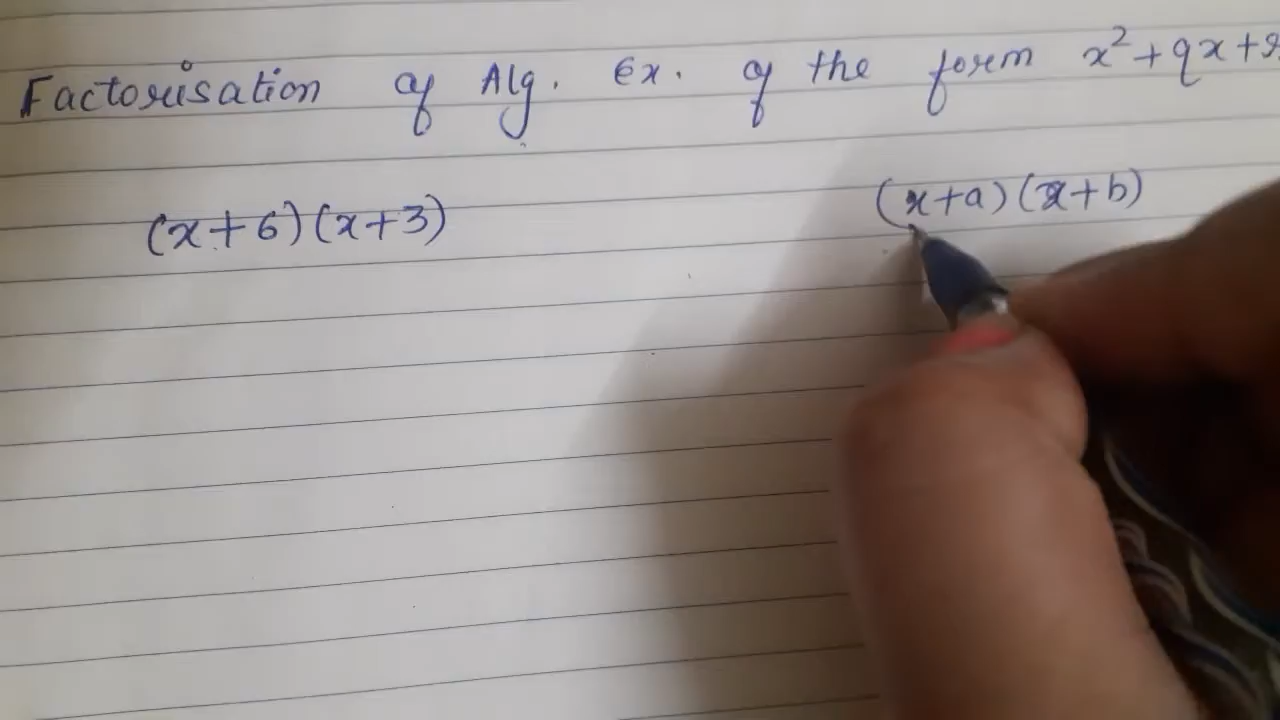 Factorisation of Alg. Ex. of the form x² + qx +
(x+6)(x+3) (x+a)(x+b)